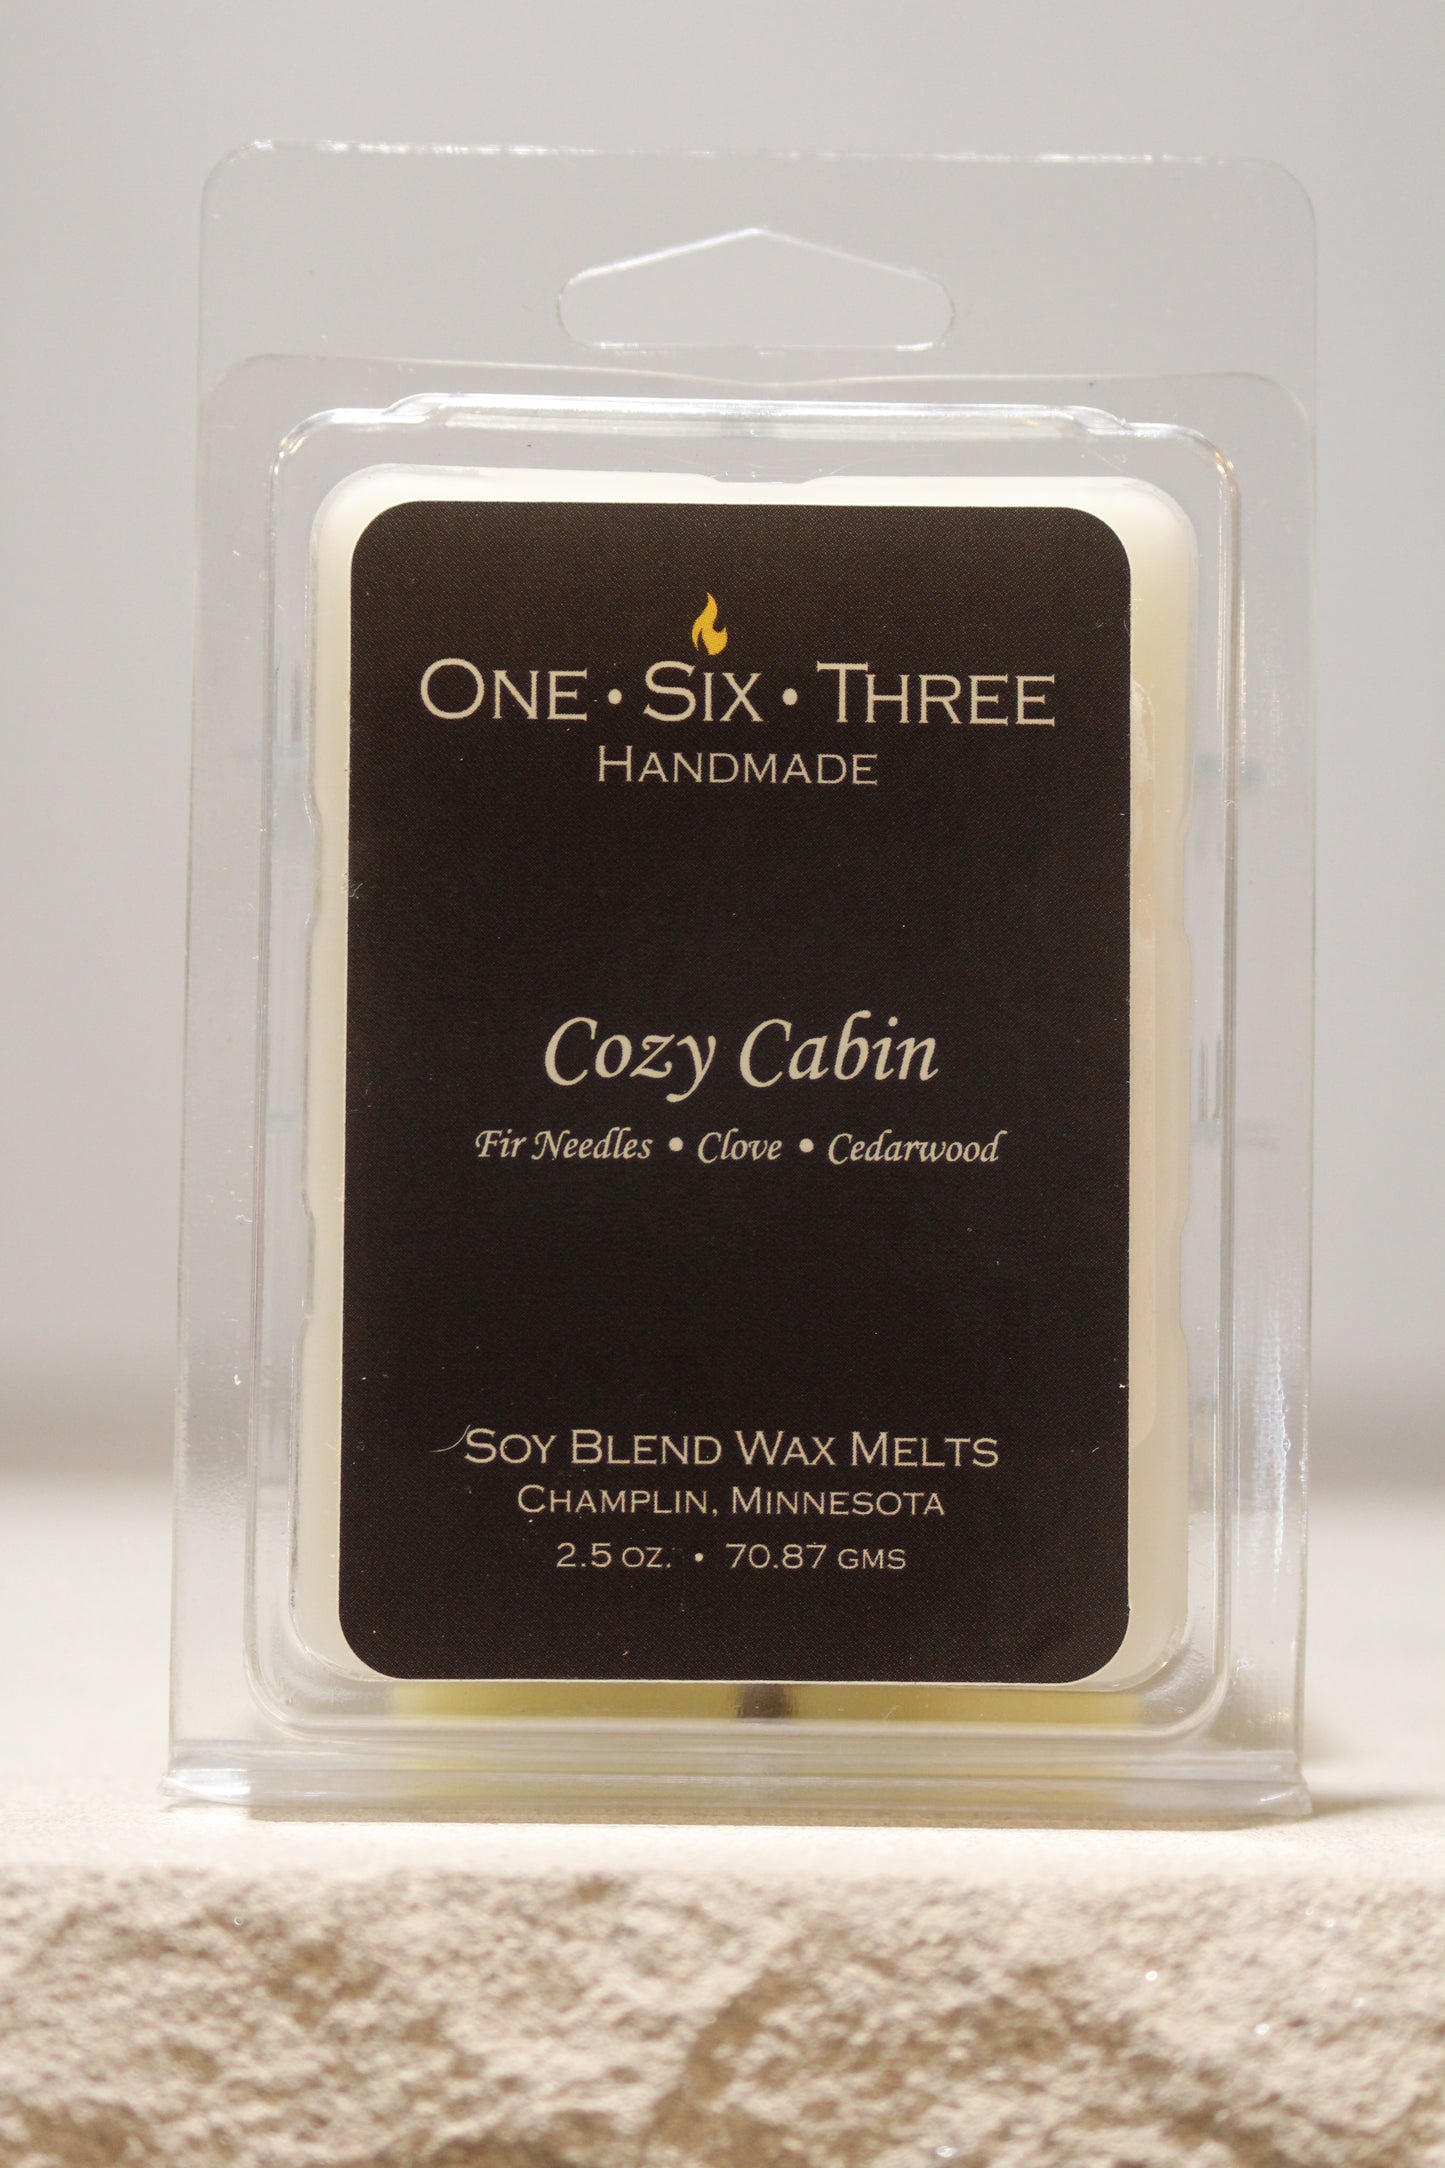 One • Six • Three
Handmade
Cozy Cabin
Fir Needles • Clove • Cedarwood
Soy Blend Wax Melts
Champlin, Minnesota
2.5 oz. • 70.87 gms